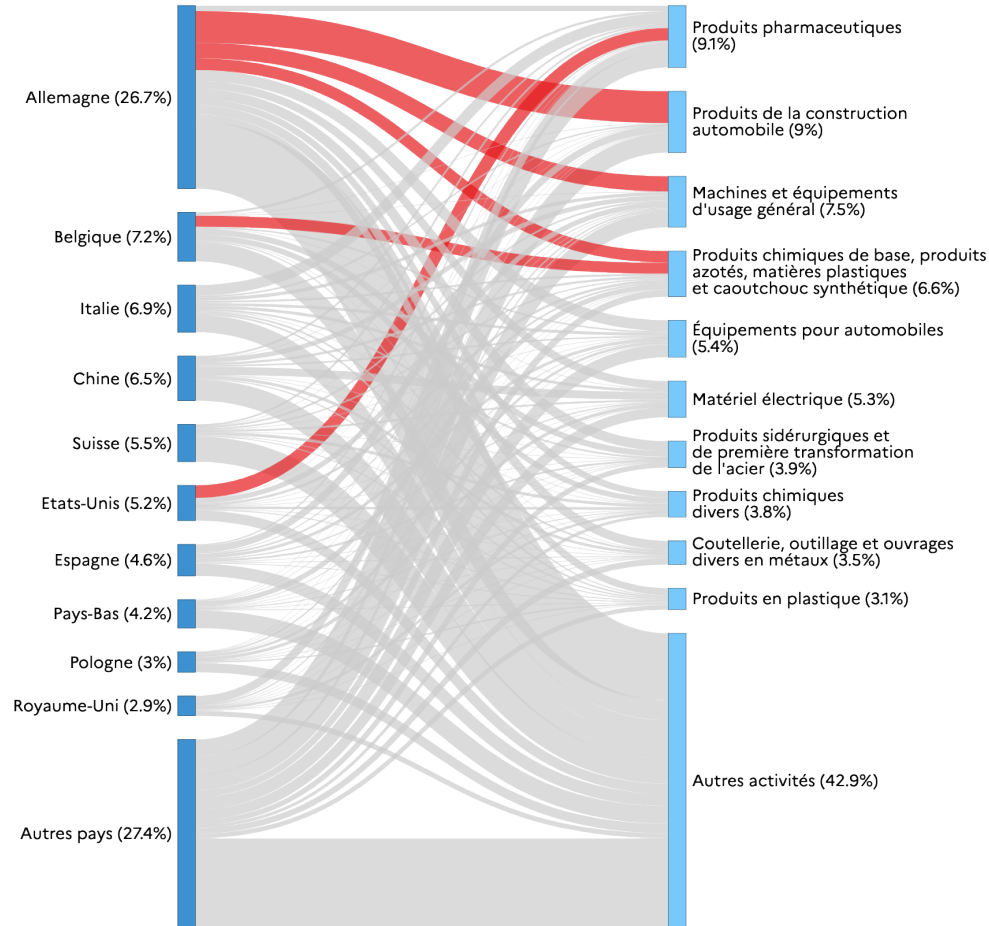 Allemagne (26.7%)
Belgique (7.2%)
Italie (6.9%)
Chine (6.5%)
Suisse (5.5%)
Etats-Unis (5.2%)
Espagne (4.6%)
Pays-Bas (4.2%)
Pologne (3%)
Royaume-Uni (2.9%)
Autres pays (27.4%)
Produits pharmaceutiques
(9.1%)
Produits de la construction
automobile (9%)
Machines et équipements
d'usage général (7.5%)
Produits chimiques de base, produits
azotés, matières plastiques
et caoutchouc synthétique (6.6%)
Équipements pour automobiles
(5.4%)
Matériel électrique (5.3%)
Produits sidérurgiques et
de première transformation
de l'acier (3.9%)
Produits chimiques
divers (3.8%)
Coutellerie, outillage et ouvrages
divers en métaux (3.5%)
Produits en plastique (3.1%)
Autres activités (42.9%)